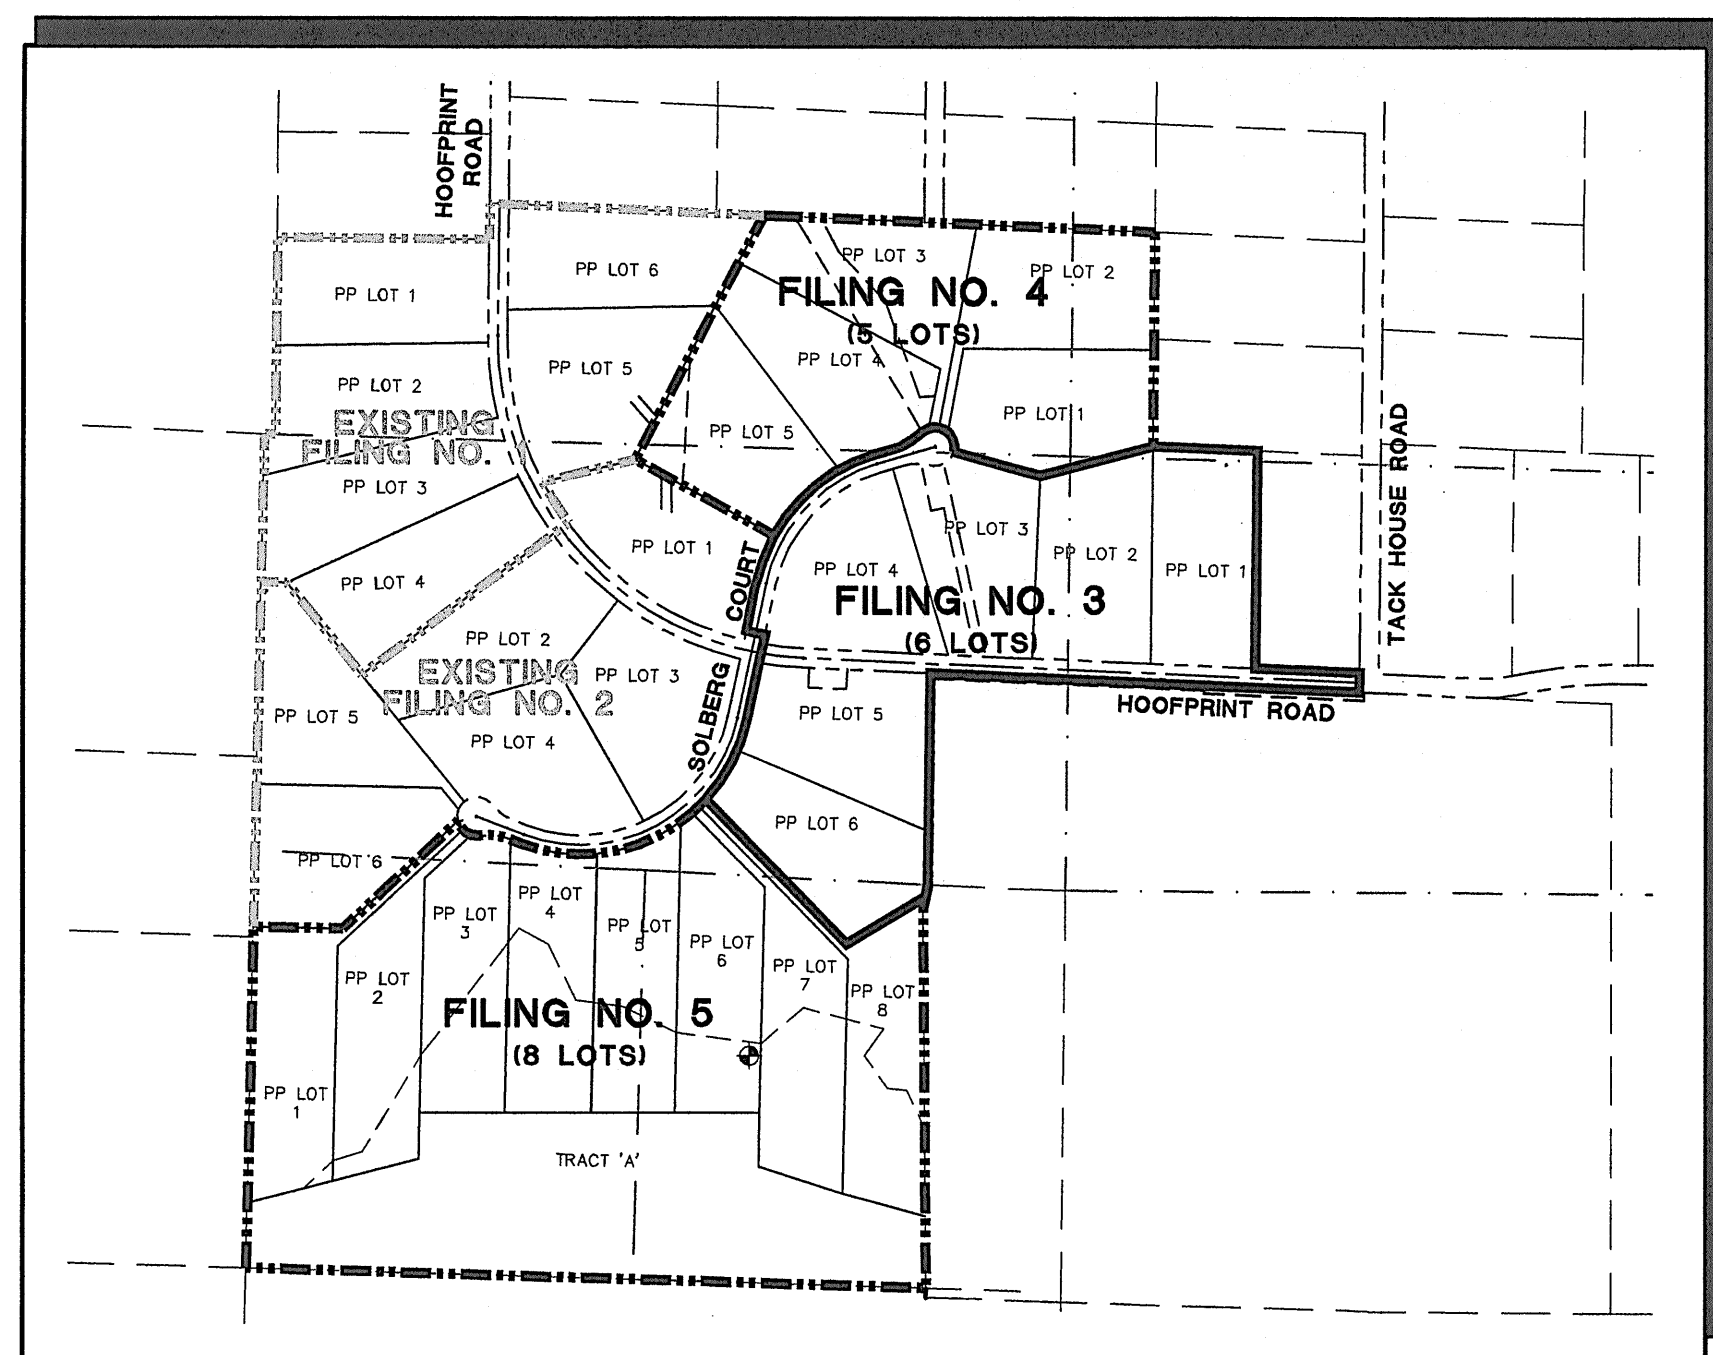 HOOFPRINT
ROAD
PP LOT 1
PP LOT 6
PP LOT 3
PP LOT 2
FILING NO. 4
(5 LOTS)
PP LOT 2
PP LOT 5
PP LOT 4
PP LOT 1
EXISTING
FILING NO. 1
PP LOT 5
PP LOT 3
TACK HOUSE ROAD
PP LOT 4
PP LOT 1
COURT
PP LOT 4
PP LOT 3
PP LOT 2
PP LOT 1
FILING NO. 3
(6 LOTS)
PP LOT 2
EXISTING
FILING NO. 2
PP LOT 3
PP LOT 5
PP LOT 4
SOLBERG
PP LOT 5
HOOFPRINT ROAD
PP LOT 6
PP LOT 6
PP LOT
3
PP LOT
4
PP LOT
5
PP LOT
6
PP LOT
7
PP LOT
8
PP LOT
2
FILING NO. 5
(8 LOTS)
PP LOT
1
TRACT 'A'